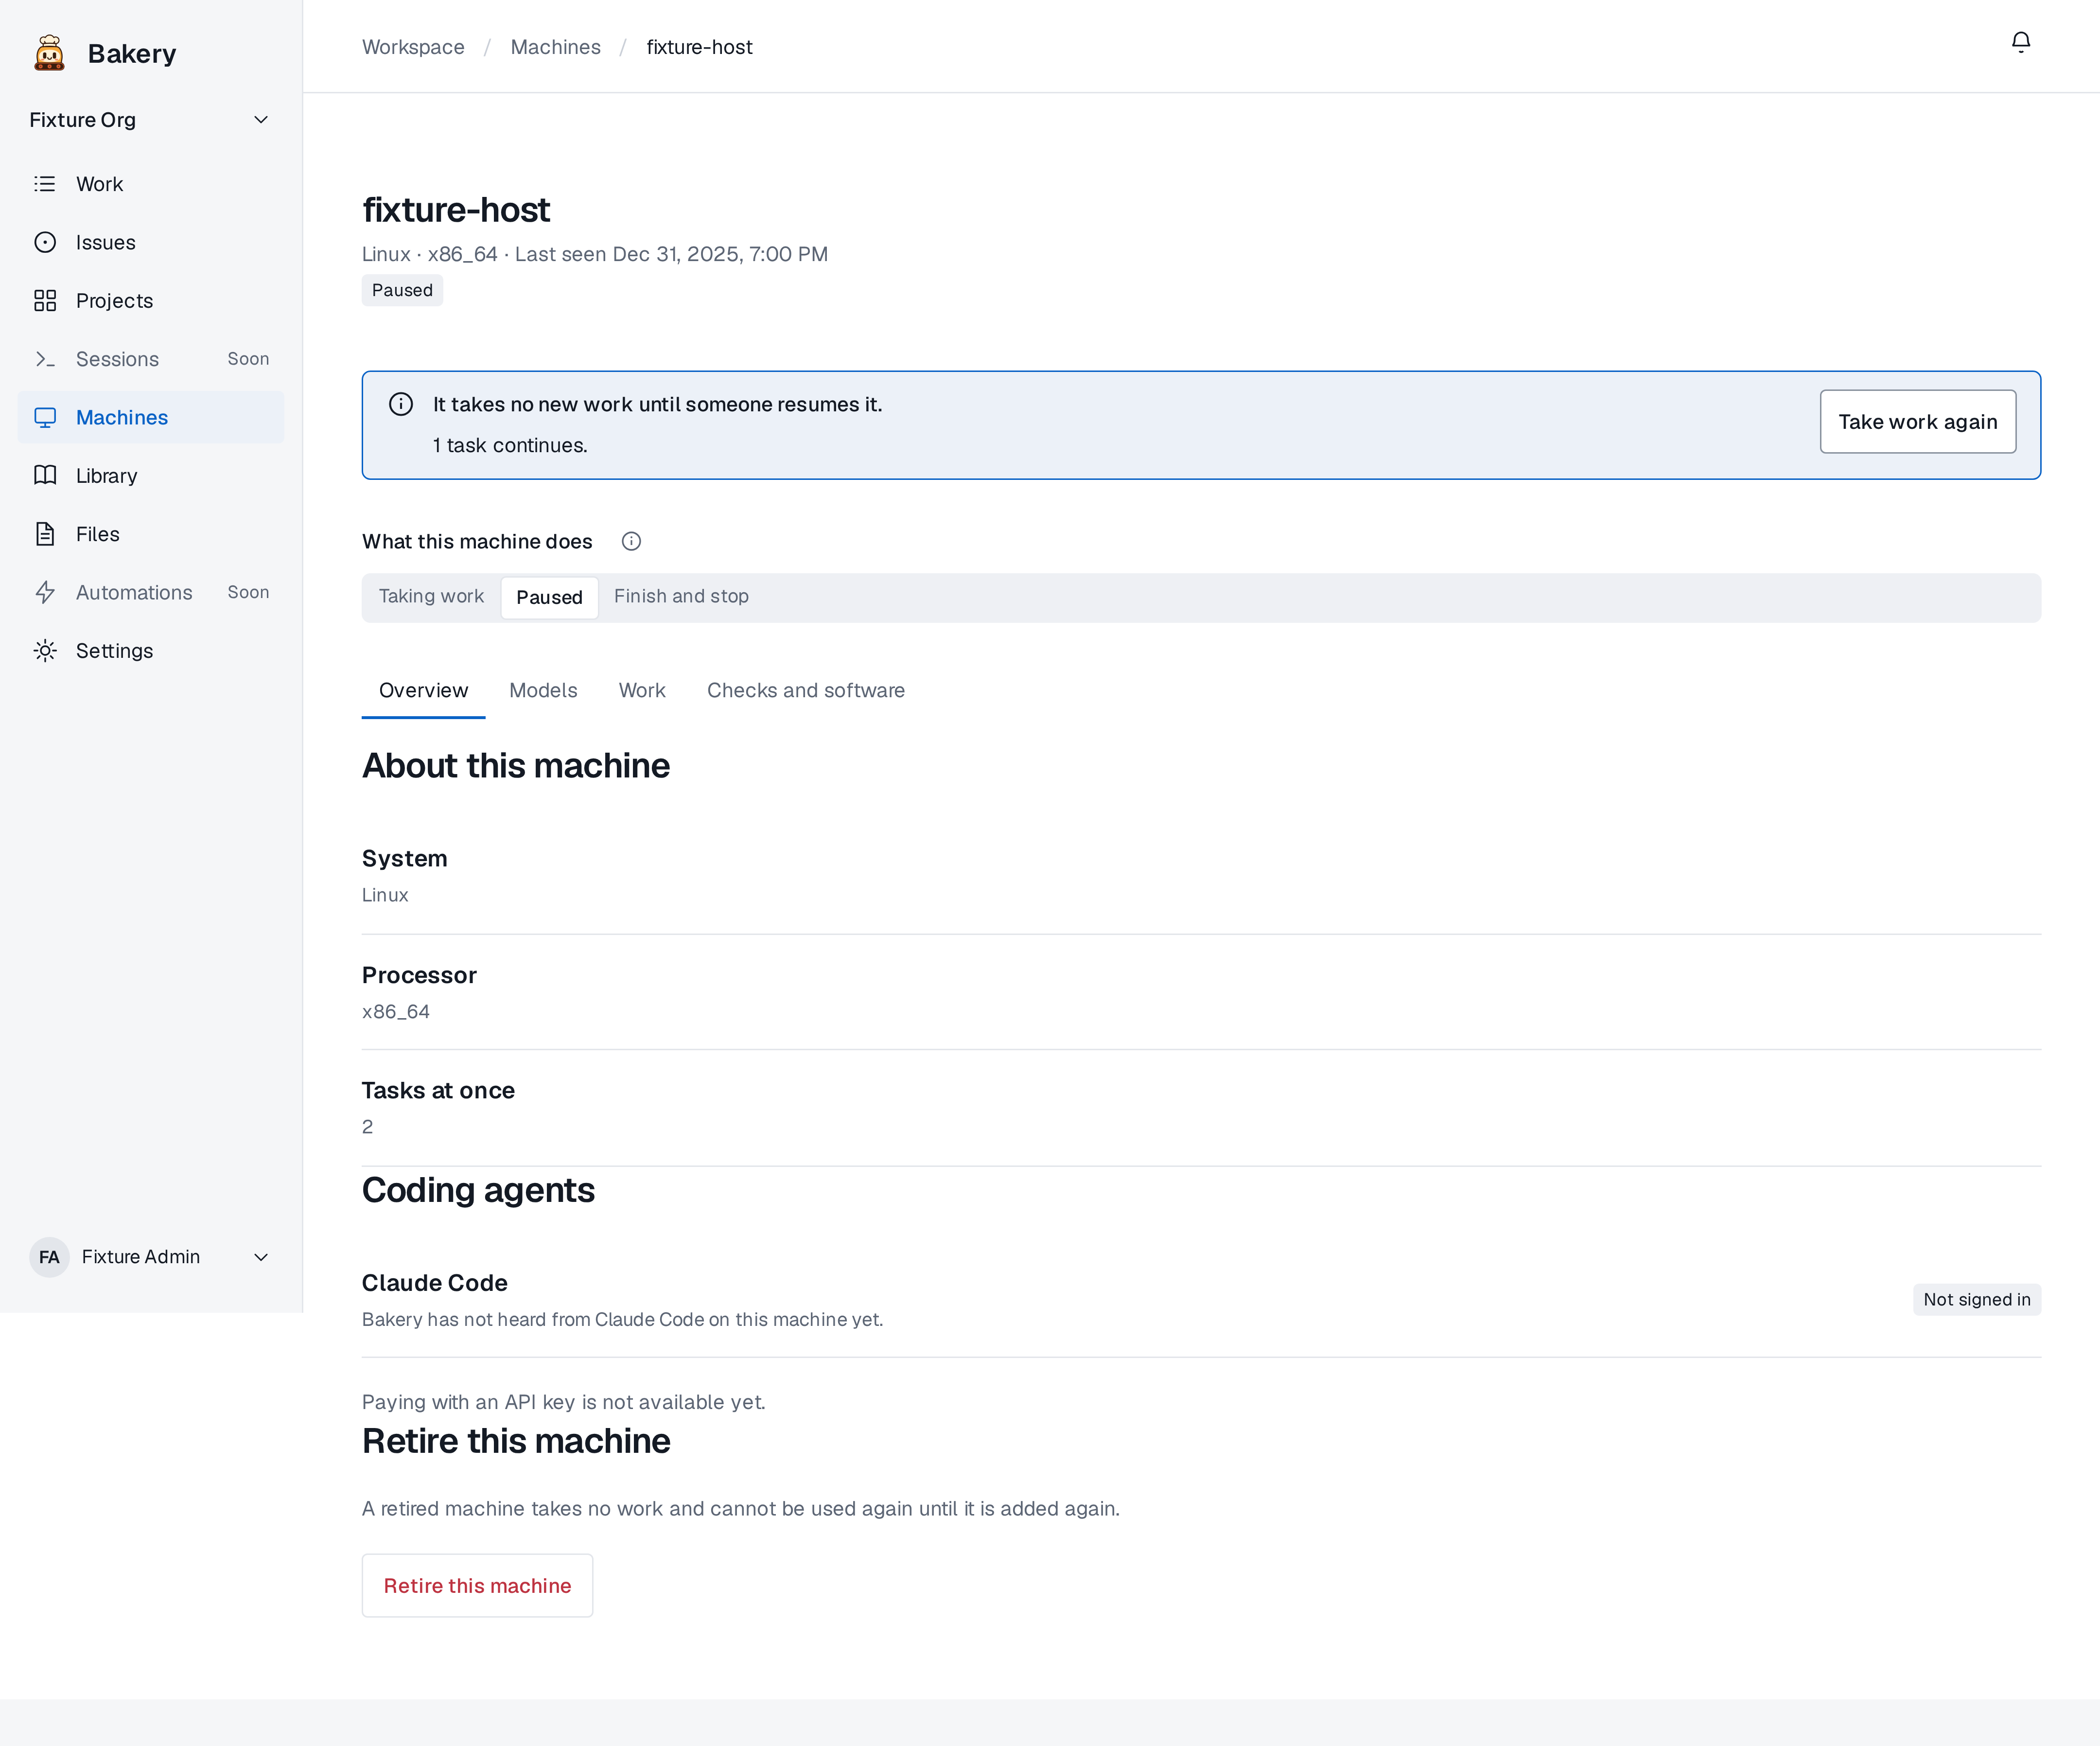 Bakery
Fixture Org
Work
Issues
Projects
Sessions Soon
Machines
Library
Files
Automations Soon
Settings
FA Fixture Admin
Workspace / Machines / fixture-host
fixture-host
Linux · x86_64 · Last seen Dec 31, 2025, 7:00 PM
Paused
It takes no new work until someone resumes it.
1 task continues.
Take work again
What this machine does
Taking work Paused Finish and stop
Overview Models Work Checks and software
About this machine
System
Linux
Processor
x86_64
Tasks at once
2
Coding agents
Claude Code
Bakery has not heard from Claude Code on this machine yet.
Not signed in
Paying with an API key is not available yet.
Retire this machine
A retired machine takes no work and cannot be used again until it is added again.
Retire this machine